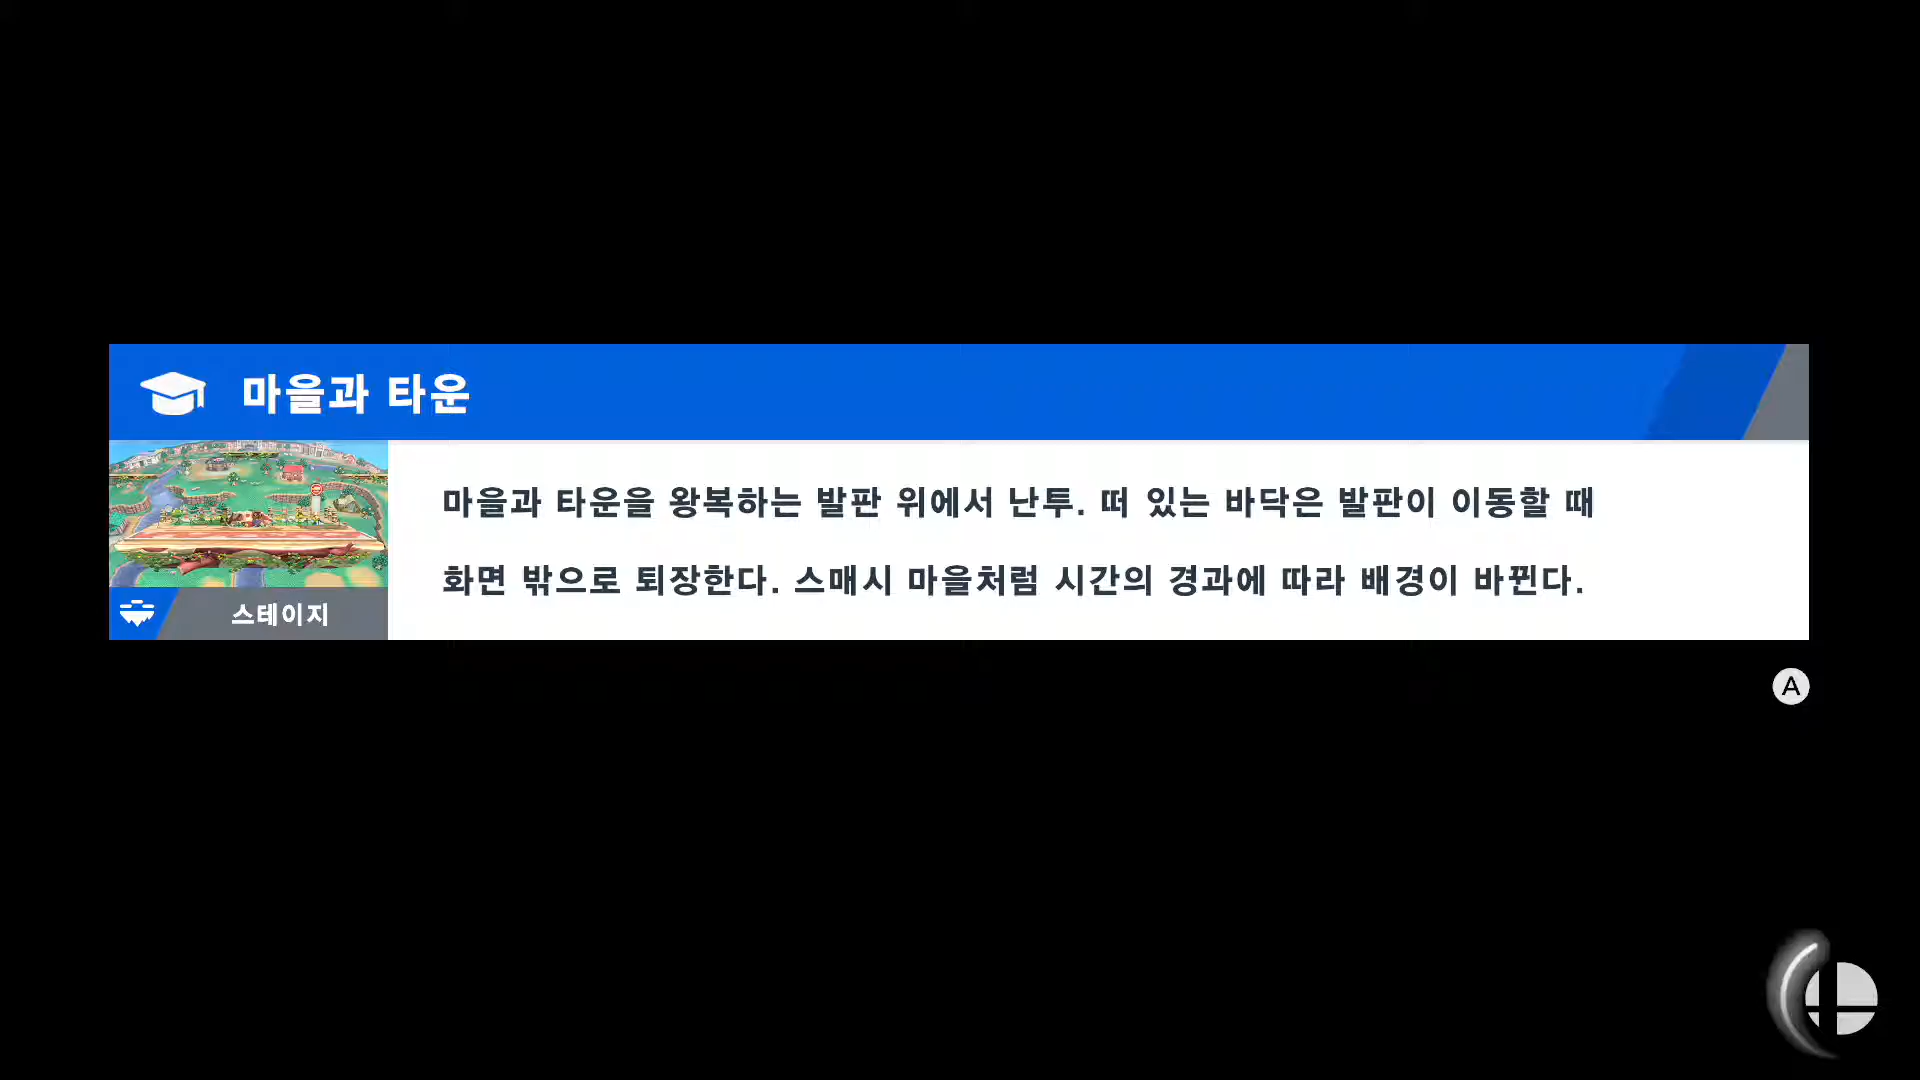 마을과 타운
마을과 타운을 왕복하는 발판 위에서 난투. 떠 있는 바닥은 발판이 이동할 때
화면 밖으로 퇴장한다. 스매시 마을처럼 시간의 경과에 따라 배경이 바뀐다.
스테이지
A